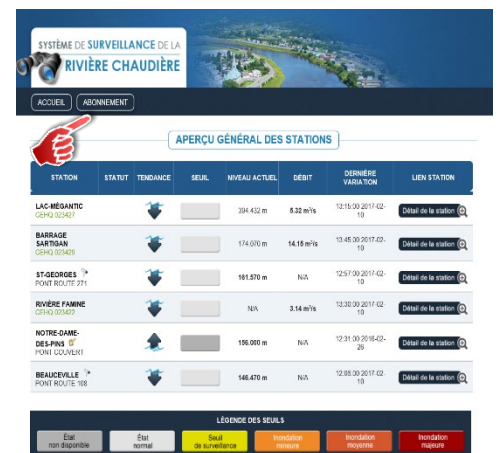 SYSTÈME DE SURVEILLANCE DE LA
RIVIÈRE CHAUDIÈRE
ACCUEIL ABONNEMENT
APERÇU GÉNÉRAL DES STATIONS
STATION STATUT TENDANCE SEUIL NIVEAU ACTUEL DÉBIT DERNIÈRE VARIATION LIEN STATION
LAC-MÉGANTIC
CEHQ 023427
394.432 m 5.32 m³/s 13:15:00 2017-02-10 Détail de la station
BARRAGE
SARTIGAN
CEHQ 023429
174.070 m 14.15 m³/s 13:45:00 2017-02-10 Détail de la station
ST-GEORGES
PONT ROUTE 271
161.570 m N/A 12:57:00 2017-02-10 Détail de la station
RIVIÈRE FAMINE
CEHQ 023422
N/A 3.14 m³/s 13:30:00 2017-02-10 Détail de la station
NOTRE-DAME-
DES-PINS
PONT COUVERT
156.000 m N/A 12:31:00 2016-02-26 Détail de la station
BEAUCEVILLE
PONT ROUTE 108
146.470 m N/A 12:08:00 2017-02-10 Détail de la station
LÉGENDE DES SEUILS
État
non disponible
État
normal
Seuil
de surveillance
Inondation
mineure
Inondation
moyenne
Inondation
majeure